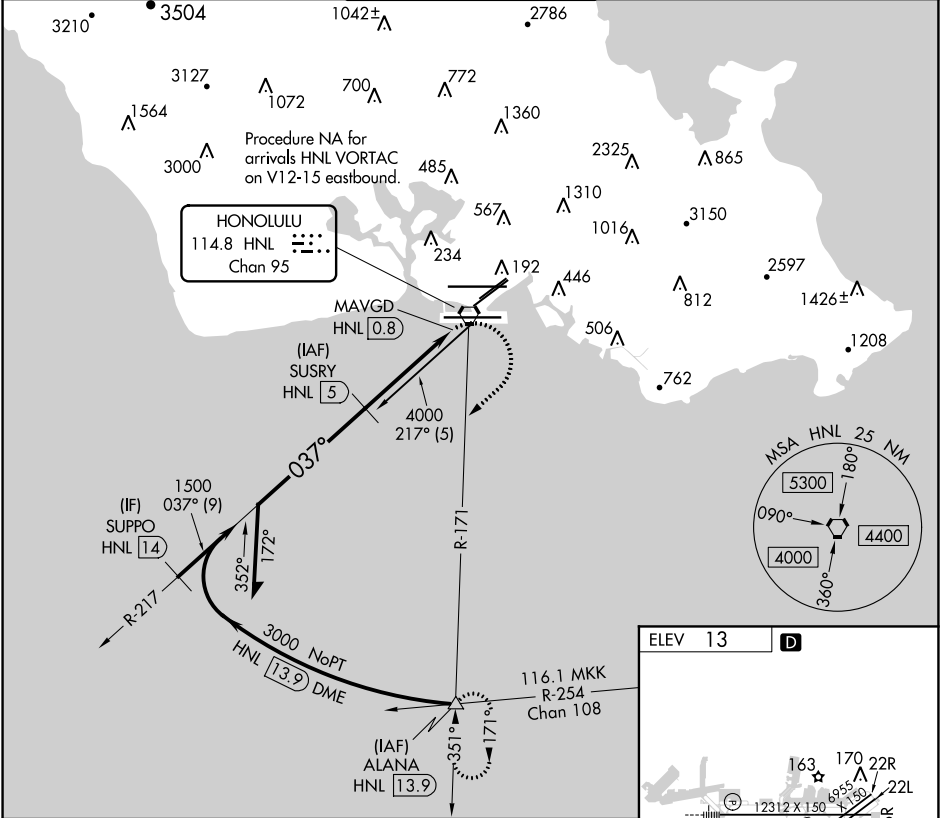 3210
3504
1042±
2786
3127
1072
700
772
1564
1360
Procedure NA for
arrivals HNL VORTAC
on V12-15 eastbound.
3000
485
2325
865
1310
567
3150
1016
HONOLULU
114.8 HNL
Chan 95
234
192
446
2597
812
1426±
MAVGD
HNL 0.8
506
1208
(IAF)
SUSRY
HNL 5
762
4000
217° (5)
037°
MSA HNL 25 NM
180°
5300
090°
4400
4000
360°
1500
037° (9)
(IF)
SUPPO
HNL 14
R-171
352°
172°
R-217
3000 NoPT
HNL 13.9 DME
116.1 MKK
R-254
Chan 108
(IAF)
ALANA
HNL 13.9
351°
171°
ELEV 13
D
163
170
22R
22L
6955
X 150
P
12312 X 150